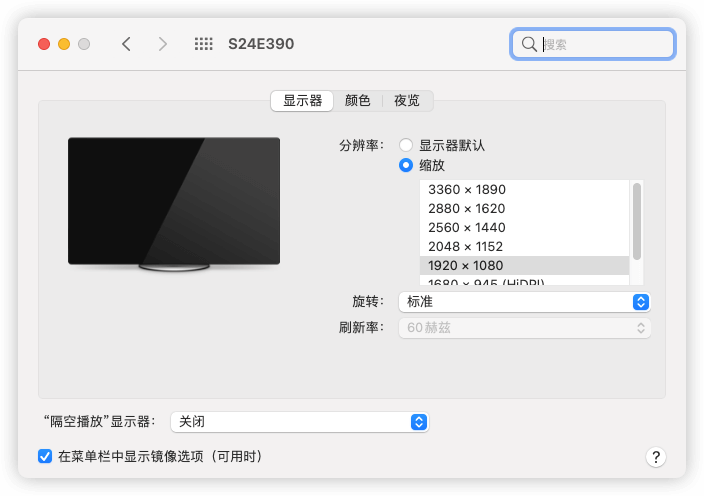 S24E390
搜索
显示器 颜色 夜览
分辨率： 显示器默认
缩放
3360 × 1890
2880 × 1620
2560 × 1440
2048 × 1152
1920 × 1080
1680 × 945 (HiDPI)
旋转： 标准
刷新率： 60 赫兹
“隔空播放”显示器： 关闭
在菜单栏中显示镜像选项（可用时）
?